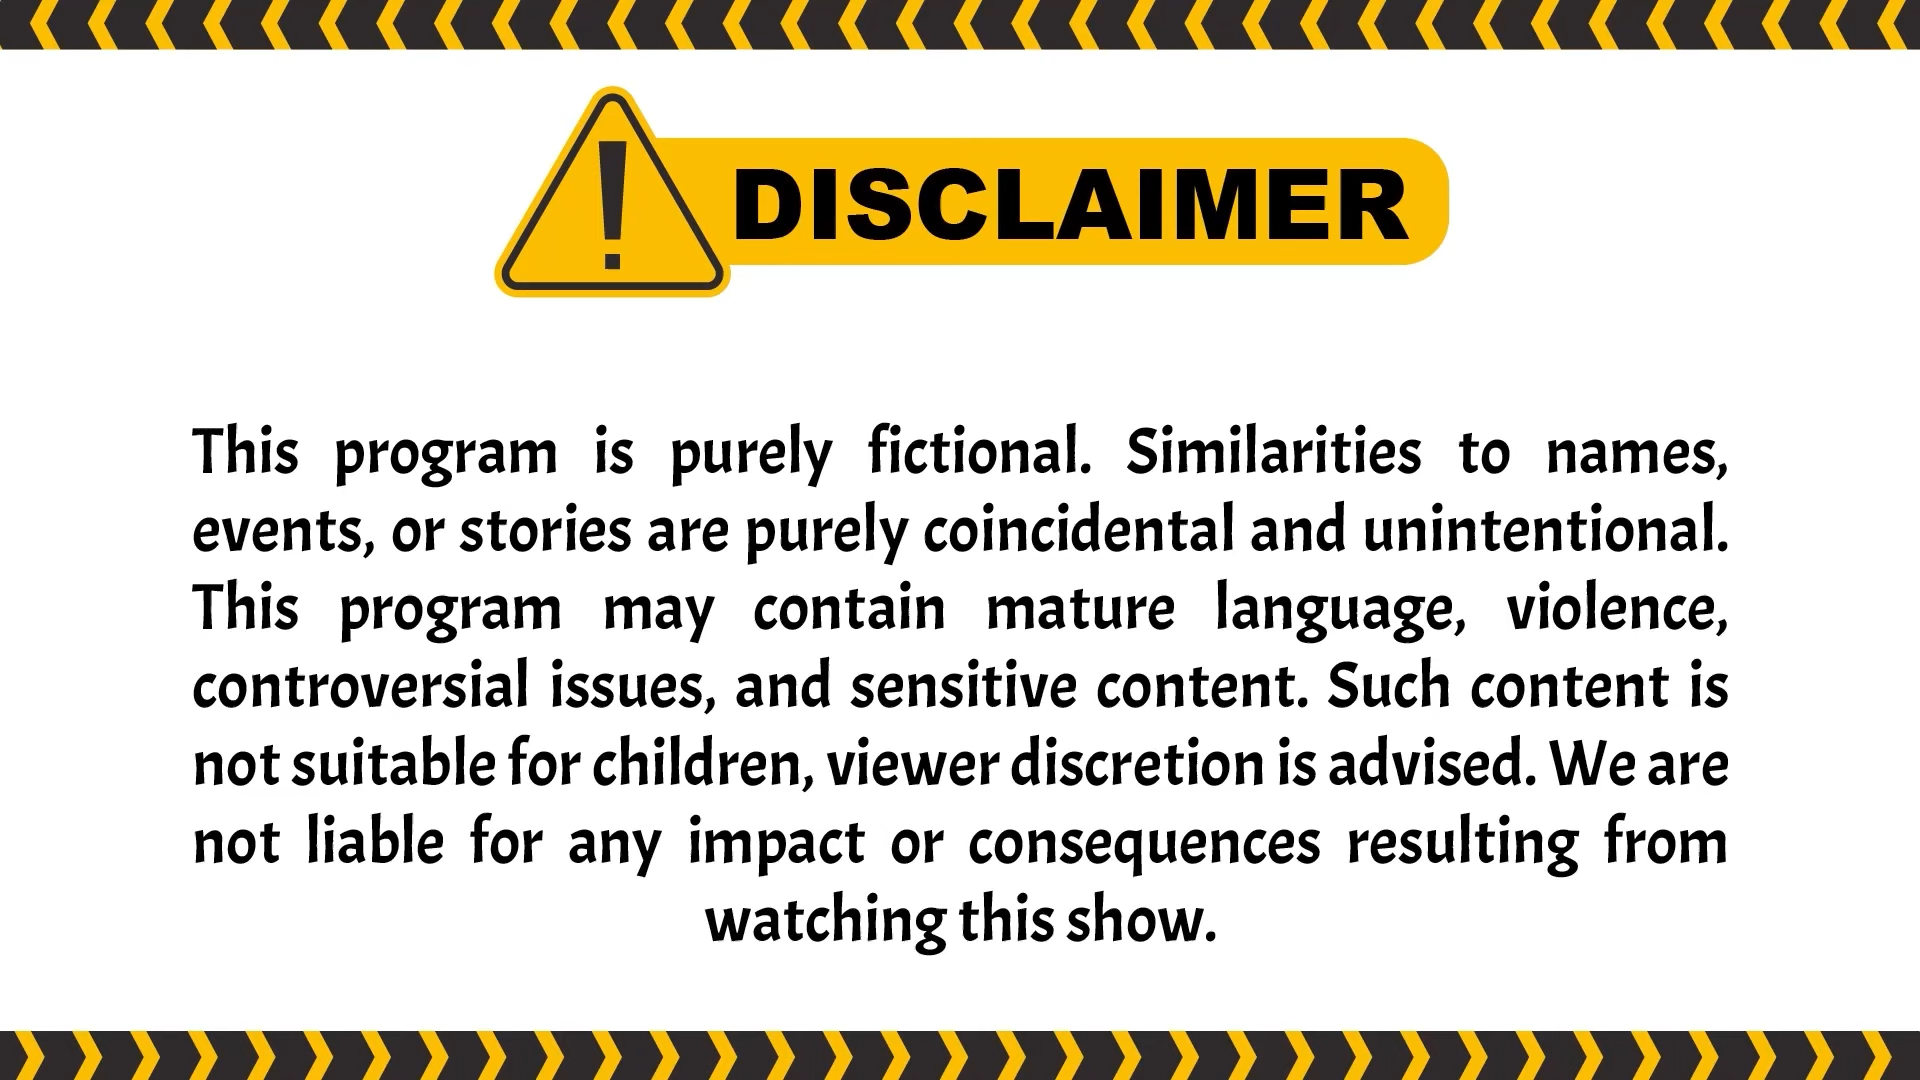 DISCLAIMER
This program is purely fictional. Similarities to names,
events, or stories are purely coincidental and unintentional.
This program may contain mature language, violence,
controversial issues, and sensitive content. Such content is
not suitable for children, viewer discretion is advised. We are
not liable for any impact or consequences resulting from
watching this show.